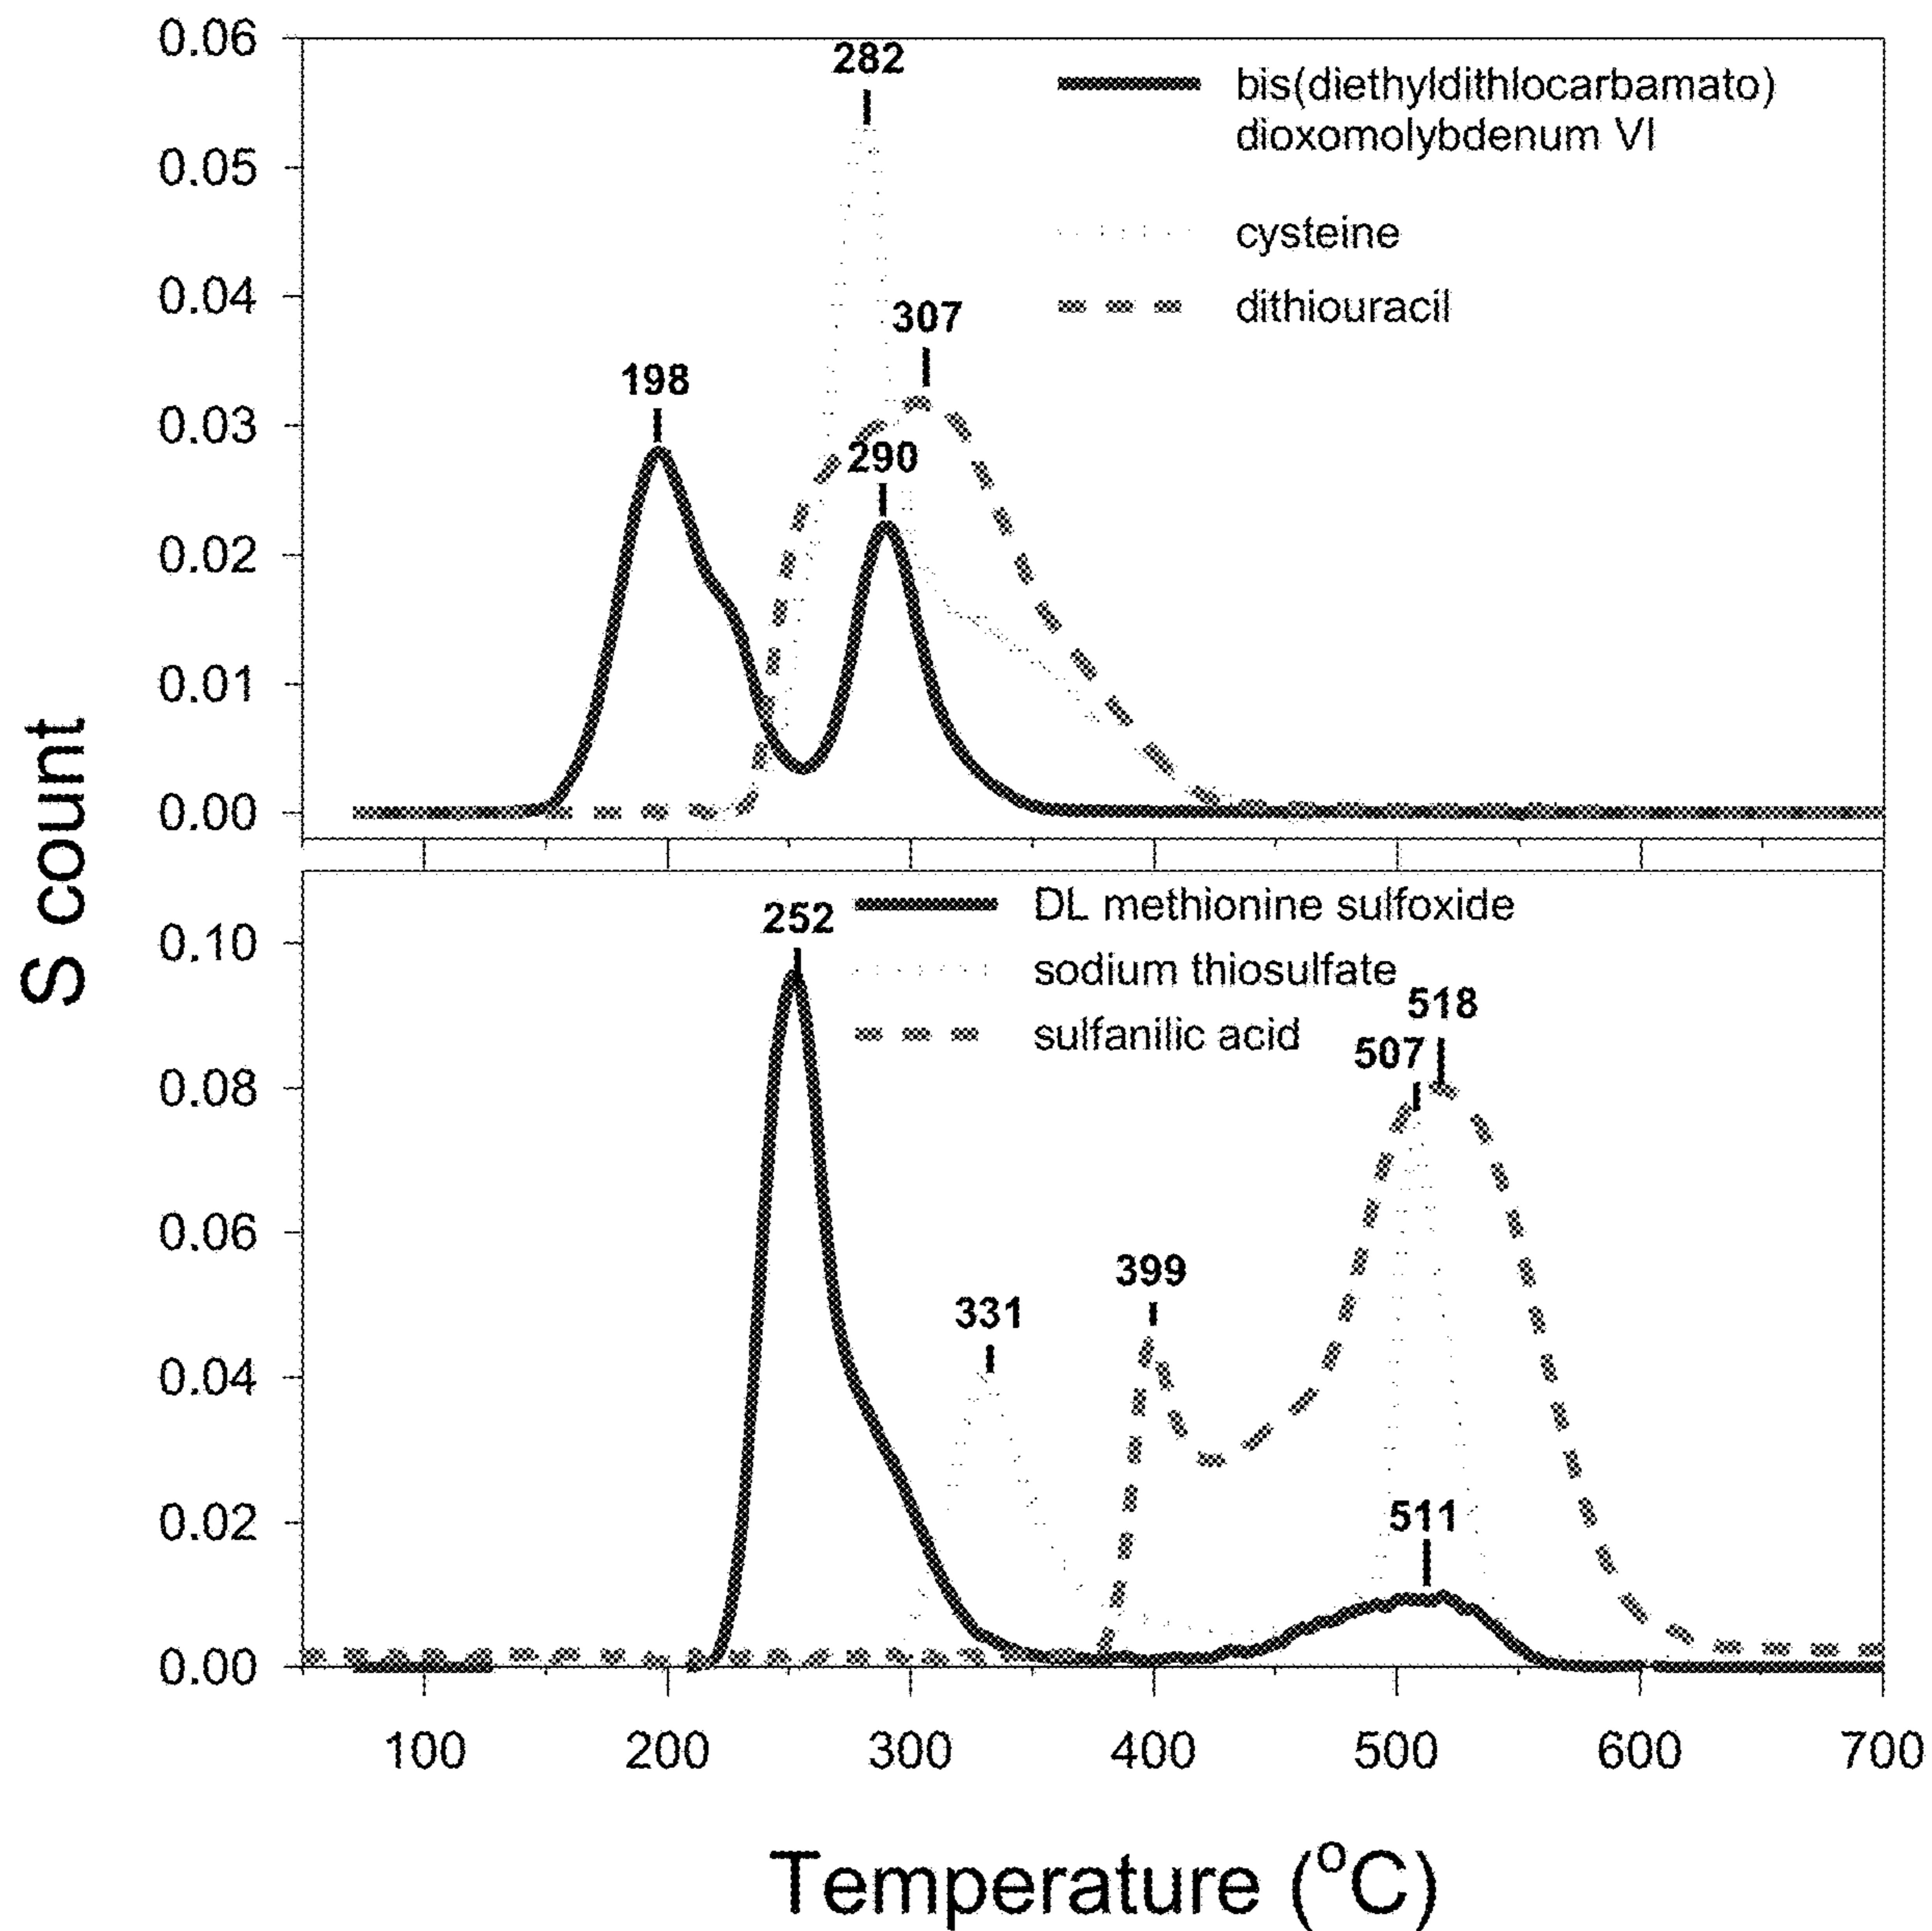 0.06
282
bis(diethyldithlocarbamato)
dioxomolybdenum VI
0.05
cysteine
0.04
307
dithiouracil
198
0.03
290
0.02
0.01
0.00
S count
252
DL methionine sulfoxide
0.10
sodium thiosulfate
518
sulfanilic acid
507
0.08
0.06
399
331
0.04
0.02
511
0.00
100 200 300 400 500 600 700
Temperature (°C)